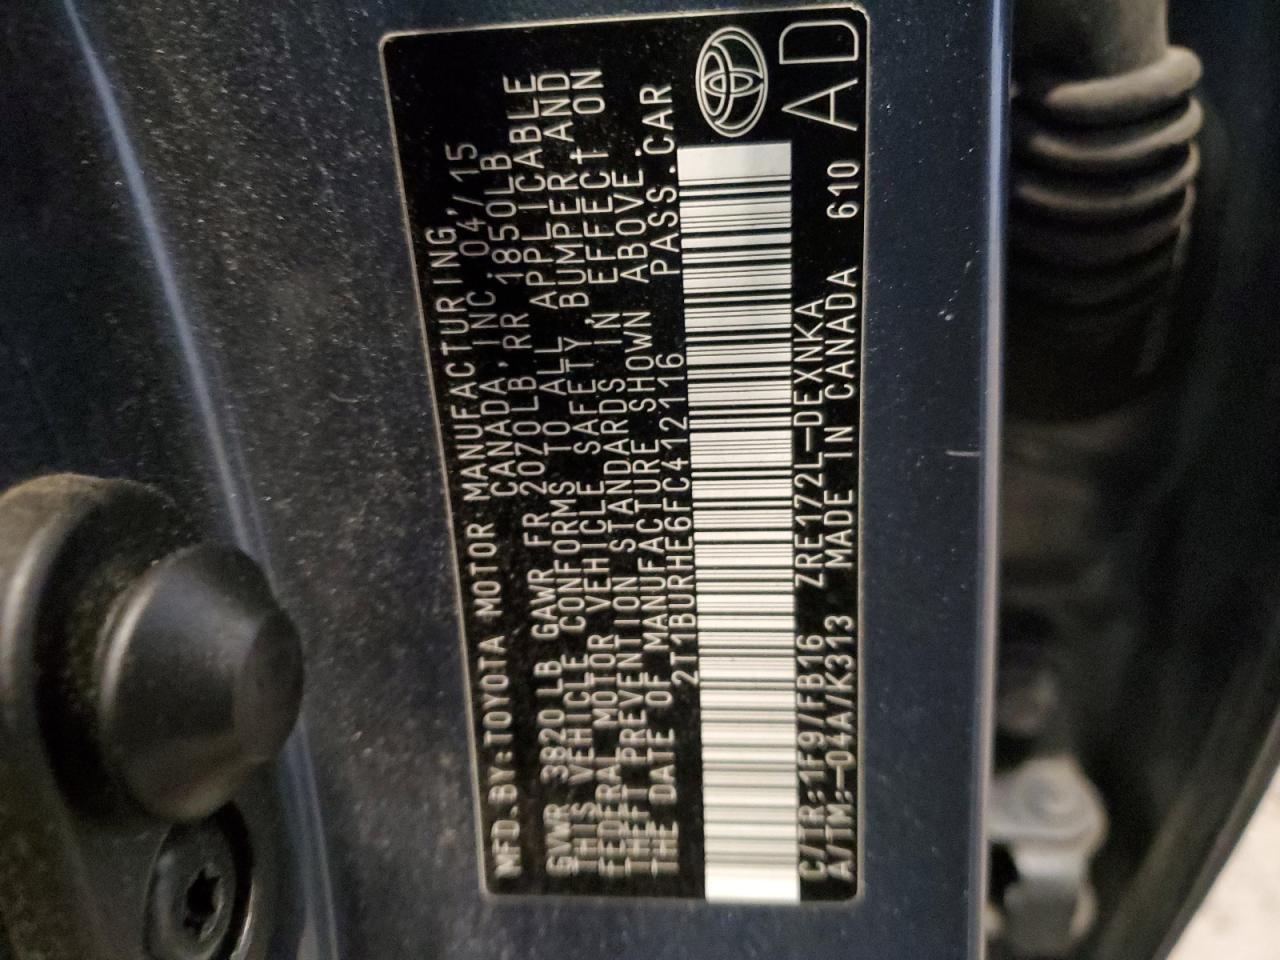 MFD.BY:TOYOTA MOTOR MANUFACTURING,
CANADA,INC. 04/15
GVWR 3820LB GAWR FR 2070LB,RR 1850LB
THIS VEHICLE CONFORMS TO ALL APPLICABLE
FEDERAL MOTOR VEHICLE SAFETY, BUMPER, AND
THEFT PREVENTION STANDARDS IN EFFECT ON
THE DATE OF MANUFACTURE SHOWN ABOVE.
2T1BURHE6FC412116 PASS.CAR
C/TR:1F9/FB16 ZRE172L-DEXNKA
A/TM:-04A/K313 MADE IN CANADA 610
AD